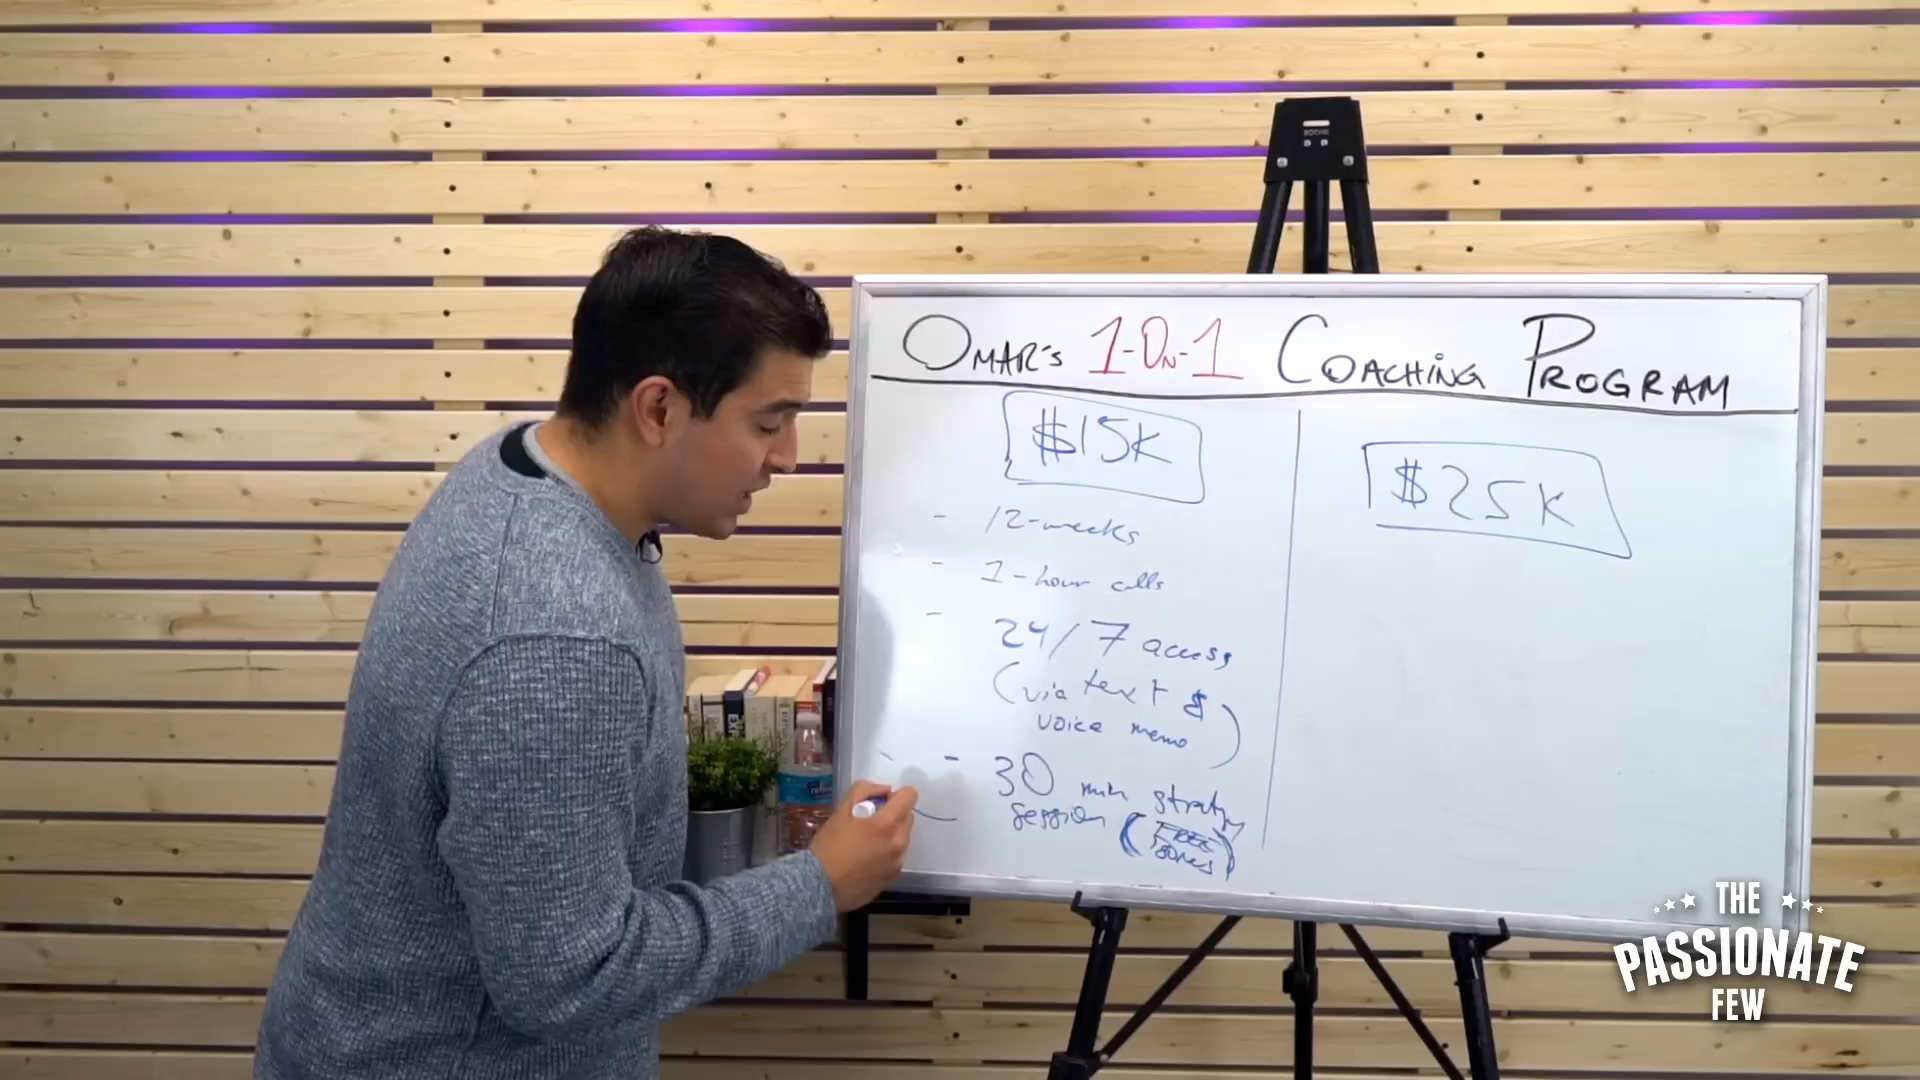 OMAR'S 1-ON-1 COACHING PROGRAM
$15K
- 12-weeks
- 1-hour calls
- 24/7 access
(via text &
voice memo)
- 30 min strategy
session (FREE
BONUS)
$25K
THE
PASSIONATE
FEW